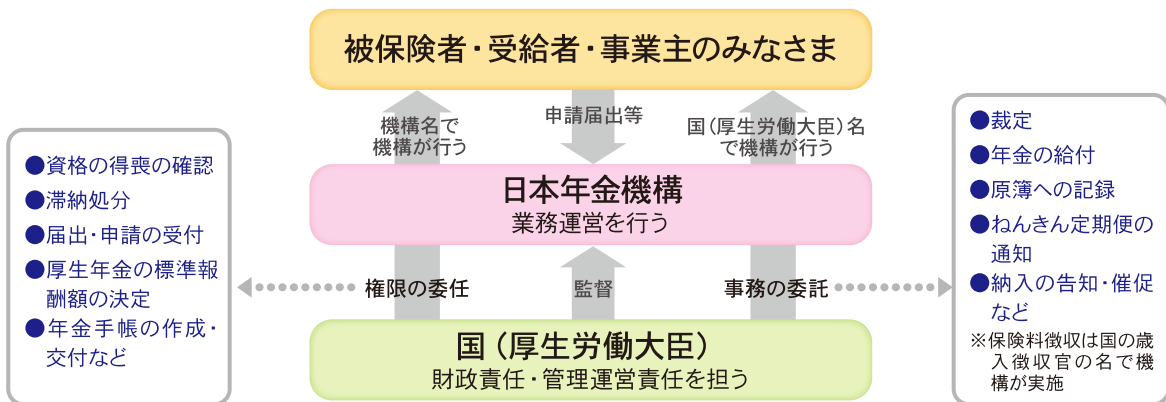 被保険者・受給者・事業主のみなさま
機構名で
機構が行う
申請届出等
国(厚生労働大臣)名
で機構が行う
日本年金機構
業務運営を行う
権限の委任
監督
事務の委託
国(厚生労働大臣)
財政責任・管理運営責任を担う
●資格の得喪の確認
●滞納処分
●届出・申請の受付
●厚生年金の標準報
酬額の決定
●年金手帳の作成・
交付など
●裁定
●年金の給付
●原簿への記録
●ねんきん定期便の
通知
●納入の告知・催促
など
※保険料徴収は国の歳
入徴収官の名で機
構が実施